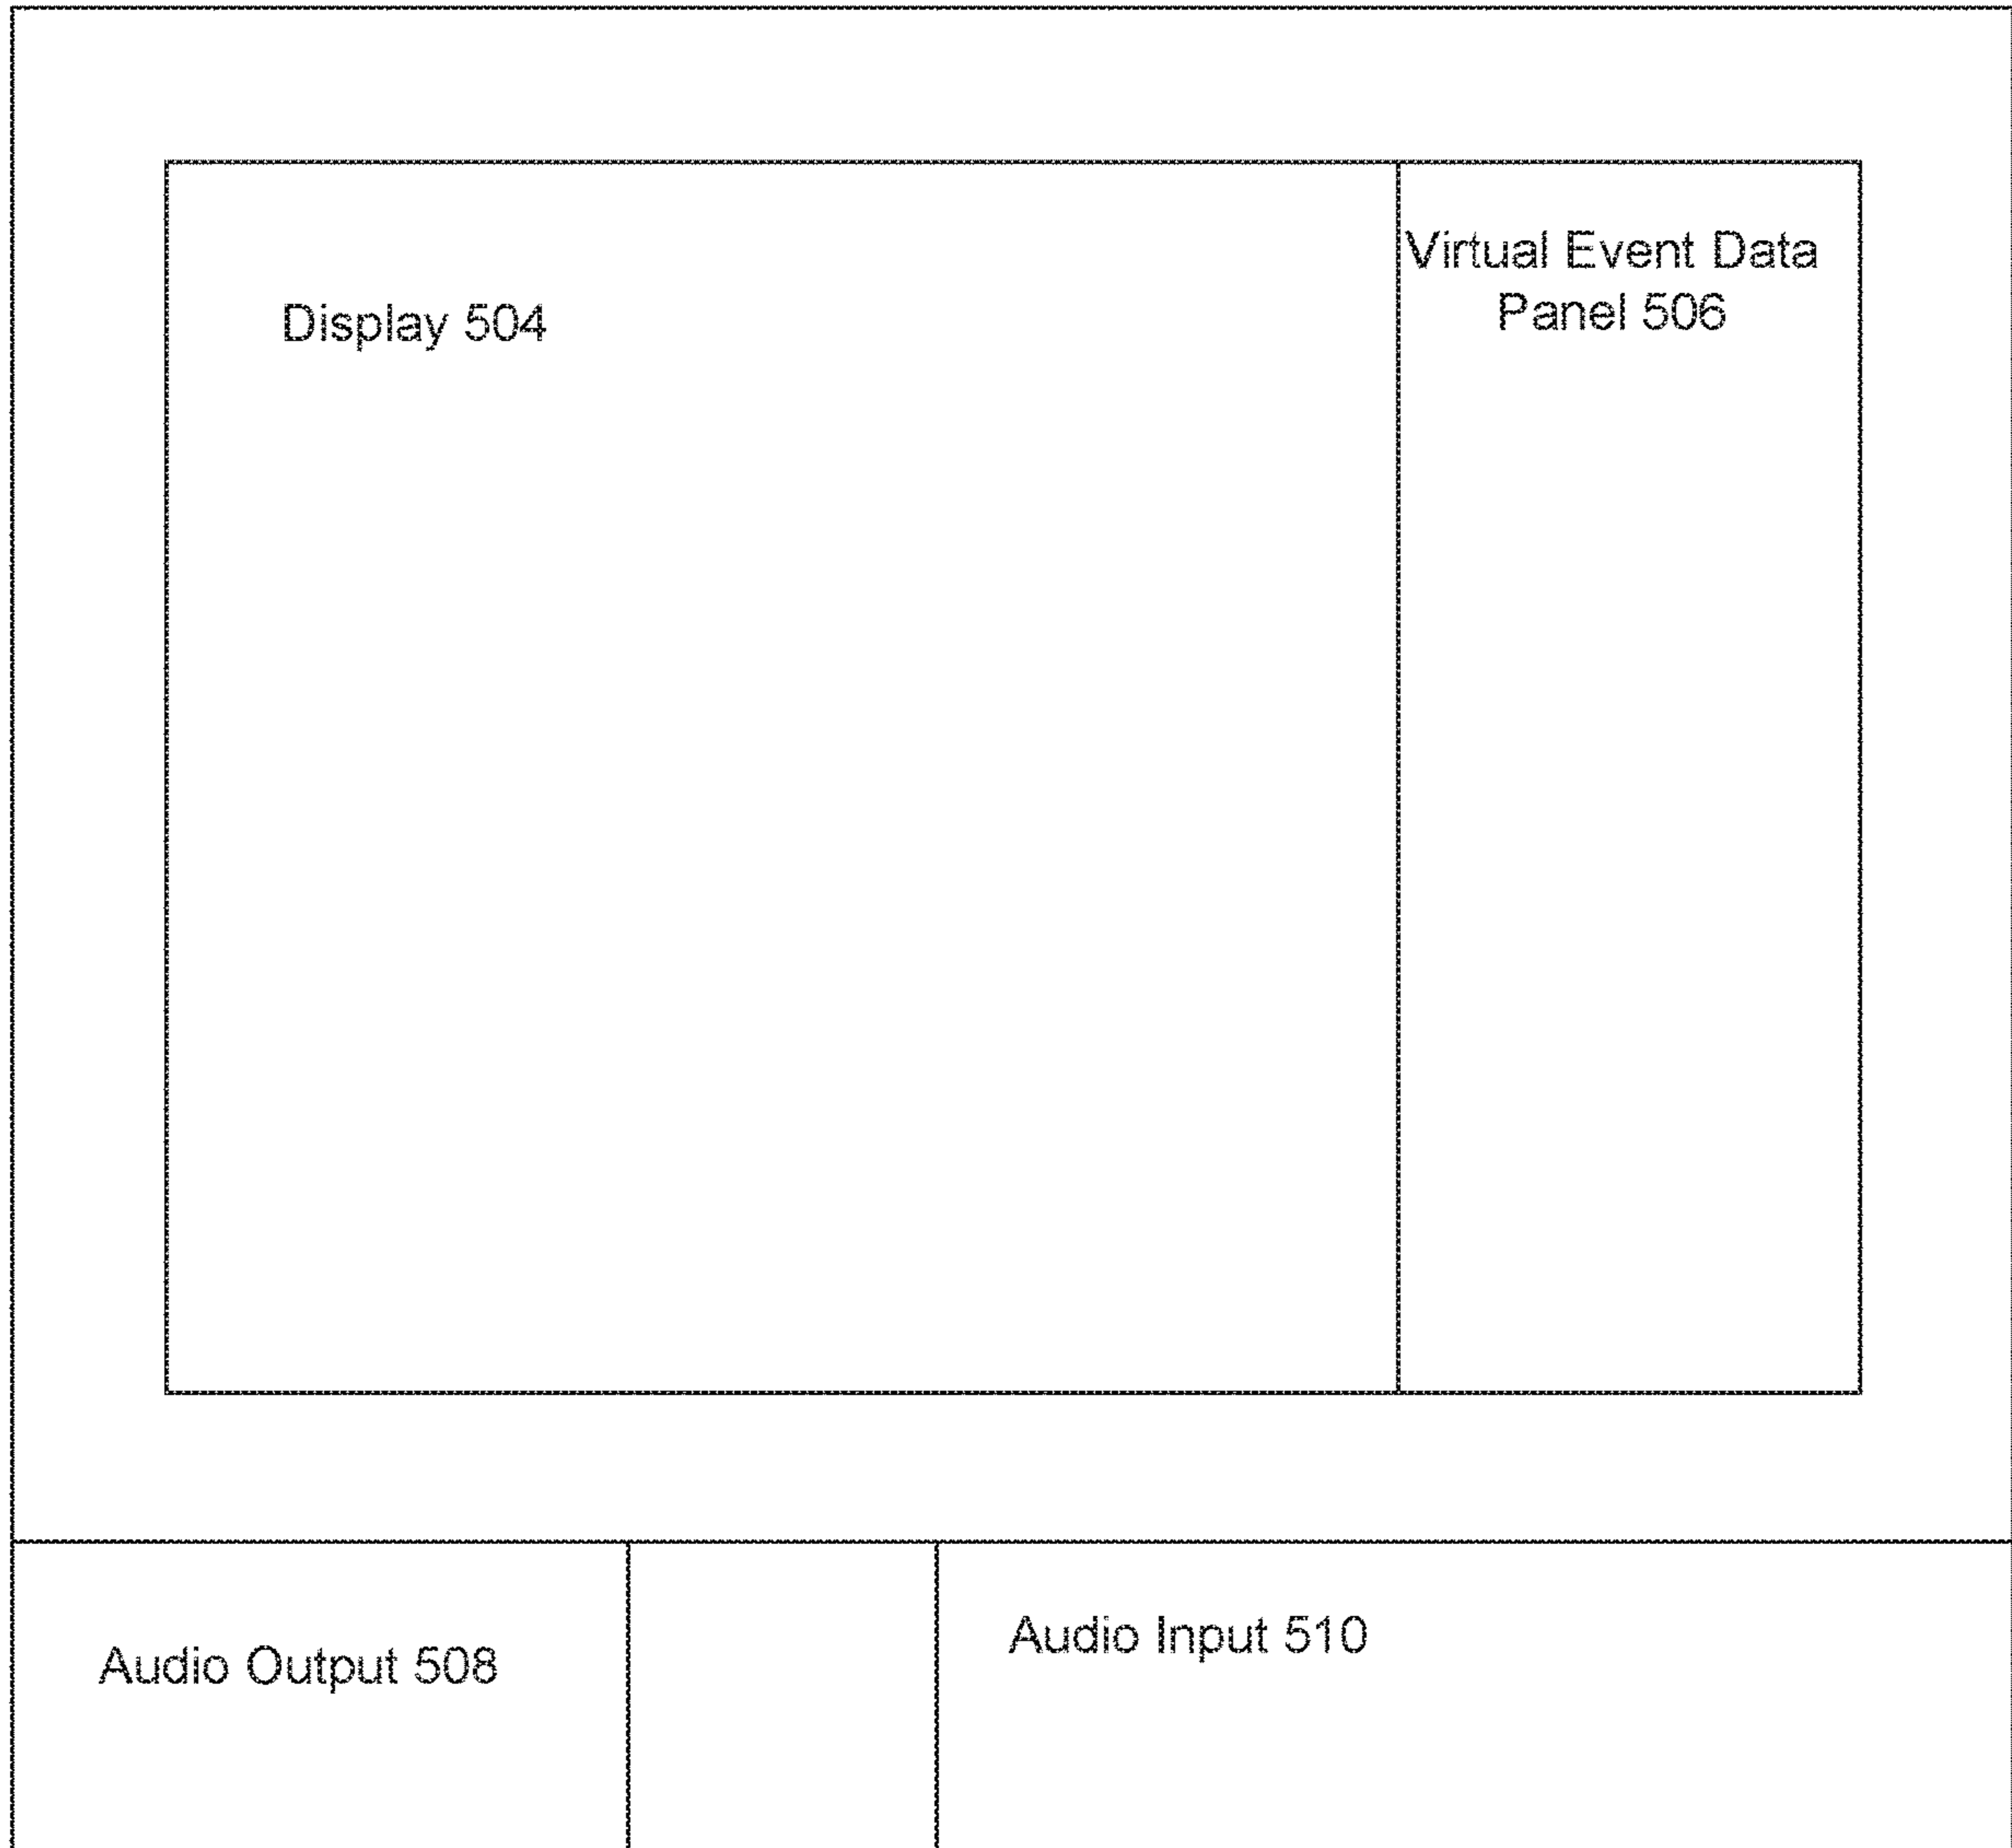 Display 504
Virtual Event Data
Panel 506
Audio Output 508
Audio Input 510